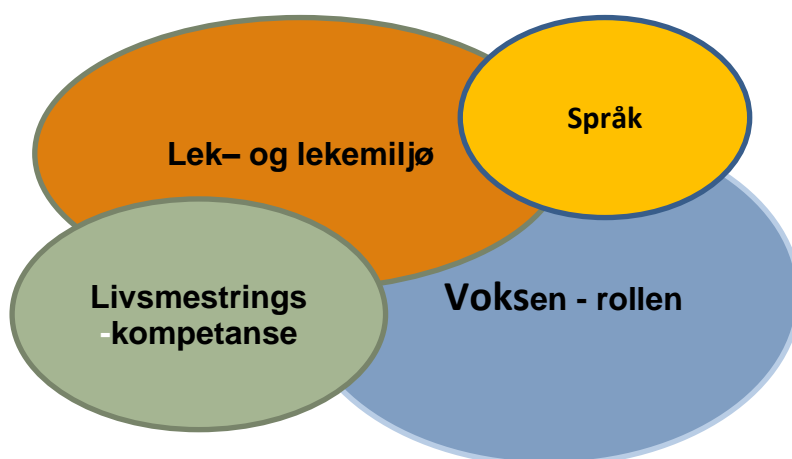 Språk
Lek– og lekemiljø
Livsmestrings
-kompetanse
Voksen - rollen